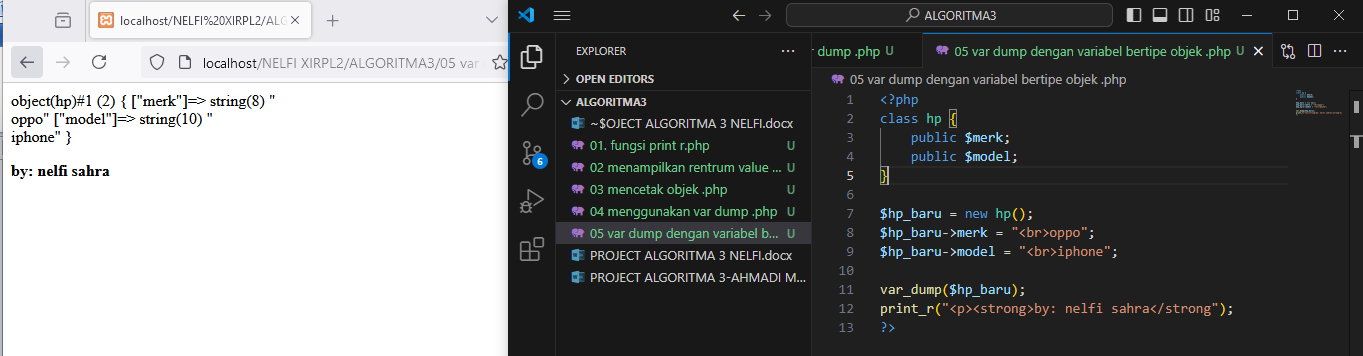 localhost/NELFI%20XIRPL2/ALG
localhost/NELFI XIRPL2/ALGORITMA3/05 var
object(hp)#1 (2) { ["merk"]=> string(8) "
oppo" ["model"]=> string(10) "
iphone" }
by: nelfi sahra
ALGORITMA3
EXPLORER
OPEN EDITORS
ALGORITMA3
~$OJECT ALGORITMA 3 NELFI.docx
01. fungsi print r.php U
02 menampilkan rentrum value ... U
03 mencetak objek .php U
04 menggunakan var dump .php U
05 var dump dengan variabel b... U
PROJECT ALGORITMA 3 NELFI.docx
PROJECT ALGORITMA 3-AHMADI M...
6
dump .php U
05 var dump dengan variabel bertipe objek .php U
05 var dump dengan variabel bertipe objek .php
1 <?php
2 class hp {
3 public $merk;
4 public $model;
5 }
6
7 $hp_baru = new hp();
8 $hp_baru->merk = "<br>oppo";
9 $hp_baru->model = "<br>iphone";
10
11 var_dump($hp_baru);
12 print_r("<p><strong>by: nelfi sahra</strong");
13 ?>